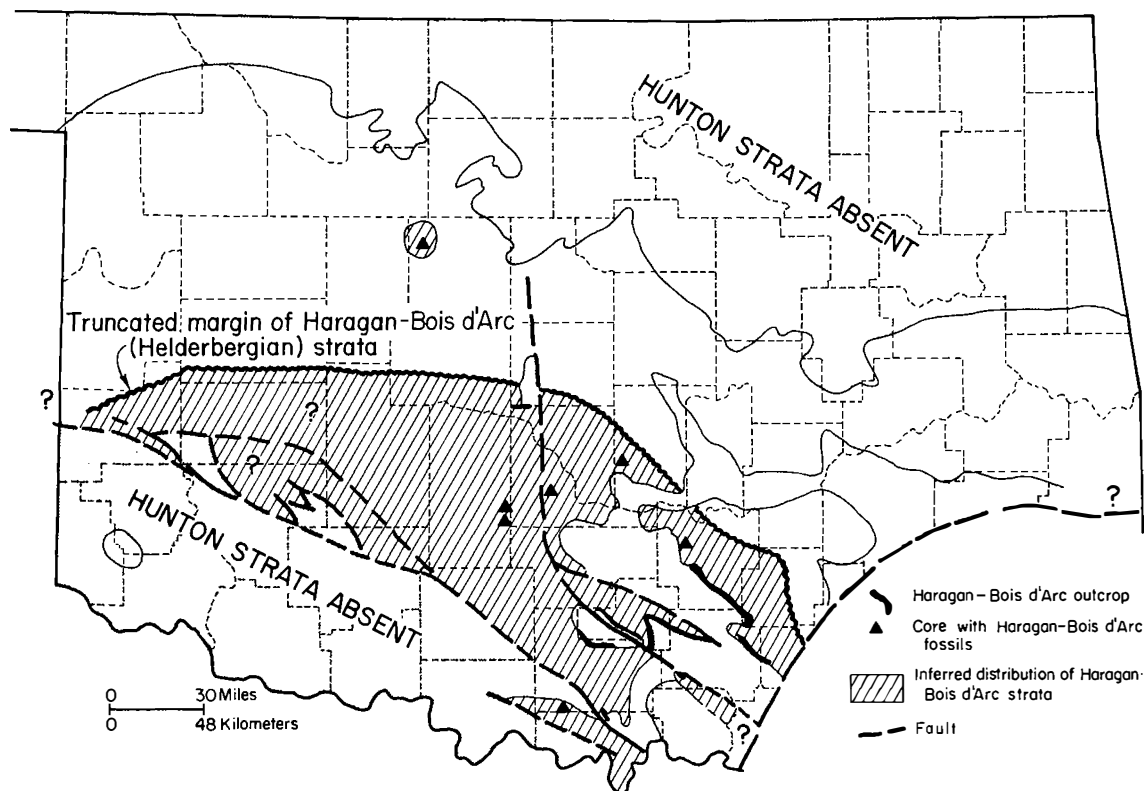 HUNTON STRATA ABSENT
Truncated margin of Haragan-Bois d'Arc
(Helderbergian) strata
?
?
?
?
?
HUNTON STRATA ABSENT
0 30 Miles
0 48 Kilometers
Haragan-Bois d'Arc outcrop
Core with Haragan-Bois d'Arc
fossils
Inferred distribution of Haragan-
Bois d'Arc strata
Fault